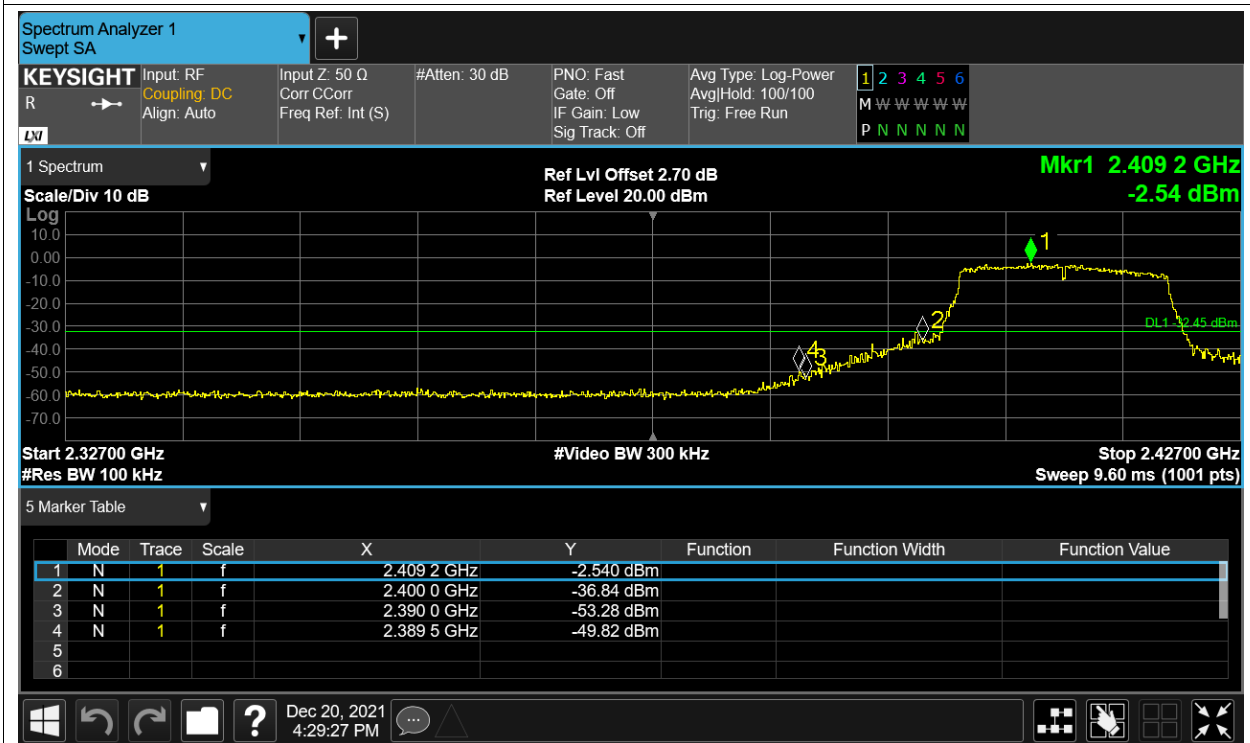 Spectrum Analyzer 1
Swept SA
KEYSIGHT Input: RF Input Z: 50 Ω #Atten: 30 dB PNO: Fast Avg Type: Log-Power 1 2 3 4 5 6
R Coupling: DC Corr CCorr Gate: Off Avg|Hold: 100/100 M W W W W W W
Align: Auto Freq Ref: Int (S) IF Gain: Low Trig: Free Run
LXI Sig Track: Off P N N N N N N
1 Spectrum Ref Lvl Offset 2.70 dB Mkr1 2.409 2 GHz
Scale/Div 10 dB Ref Level 20.00 dBm -2.54 dBm
Log
10.0
1
0.00
-10.0
-20.0
2
-30.0
DL1 -32.45 dBm
-40.0
4
3
-50.0
-60.0
-70.0
Start 2.32700 GHz #Video BW 300 kHz Stop 2.42700 GHz
#Res BW 100 kHz Sweep 9.60 ms (1001 pts)
5 Marker Table
Mode Trace Scale X Y Function Function Width Function Value
1 N 1 f 2.409 2 GHz -2.540 dBm
2 N 1 f 2.400 0 GHz -36.84 dBm
3 N 1 f 2.390 0 GHz -53.28 dBm
4 N 1 f 2.389 5 GHz -49.82 dBm
5
6
? Dec 20, 2021
4:29:27 PM